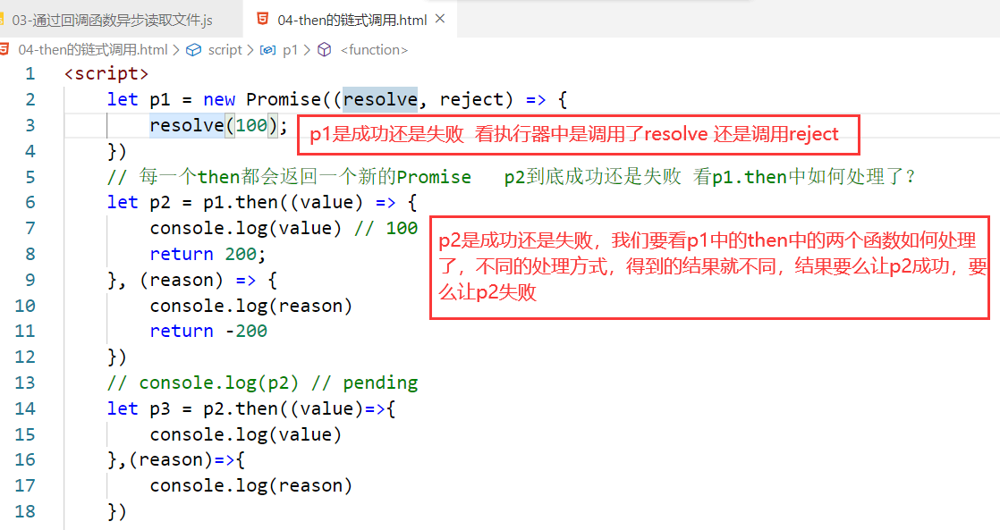 03-通过回调函数异步读取文件.js 04-then的链式调用.html ×
04-then的链式调用.html > script > p1 > <function>
1 <script>
2 let p1 = new Promise((resolve, reject) => {
3 resolve(100); p1是成功还是失败 看执行器中是调用了resolve 还是调用reject
4 })
5 // 每一个then都会返回一个新的Promise p2到底成功还是失败 看p1.then中如何处理了?
6 let p2 = p1.then((value) => {
7 console.log(value) // 100
8 return 200;
9 }, (reason) => {
10 console.log(reason)
11 return -200
12 })
p2是成功还是失败，我们要看p1中的then中的两个函数如何处理
了，不同的处理方式，得到的结果就不同，结果要么让p2成功，要
么让p2失败
13 // console.log(p2) // pending
14 let p3 = p2.then((value)=>{
15 console.log(value)
16 },(reason)=>{
17 console.log(reason)
18 })